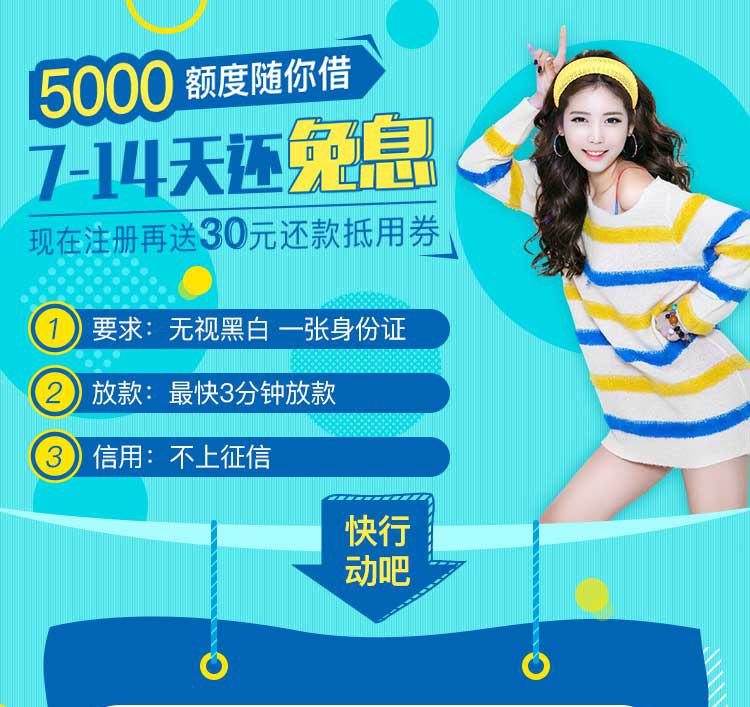 5000 额度随你借
7-14天还免息
现在注册再送30元还款抵用券
1 要求：无视黑白 一张身份证
2 放款：最快3分钟放款
3 信用：不上征信
快行
动吧